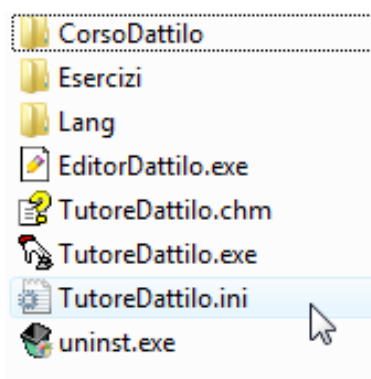 CorsoDattilo
Esercizi
Lang
EditorDattilo.exe
TutoreDattilo.chm
TutoreDattilo.exe
TutoreDattilo.ini
uninst.exe